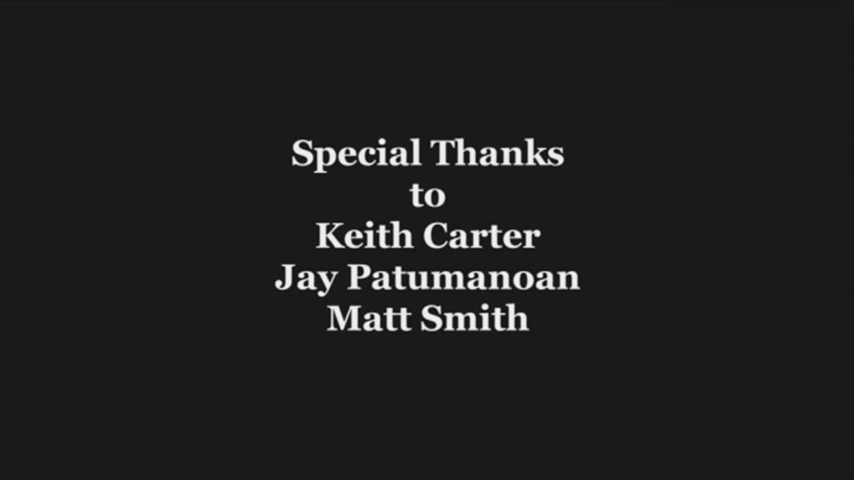 Special Thanks
to
Keith Carter
Jay Patumanoan
Matt Smith